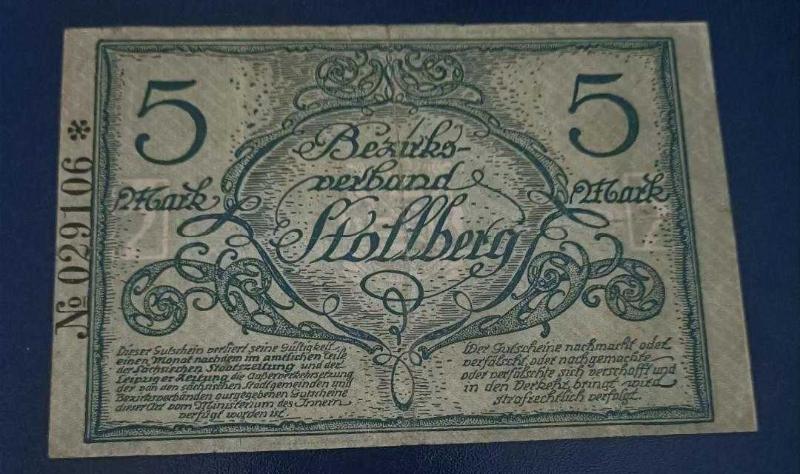 5
Mark
№ 029106 *
Bezirks-
verband
Stollberg
5
Mark
Dieser Gutschein verliert seine Gültigkeit
einen Monat nachdem im amtlichen Teile
der Sächsischen Staatszeitung und der
Leipziger Zeitung die Außerverkehrsetzung
der von den sächsischen Stadtgemeinden und
Bezirksverbänden ausgegebenen Gutscheine
dieser Art vom Ministerium des Innern
verfügt worden ist
Wer Gutscheine nachmacht oder
verfälscht oder nachgemachte
oder verfälschte sich verschafft und
in den Verkehr bringt wird
strafrechtlich verfolgt.